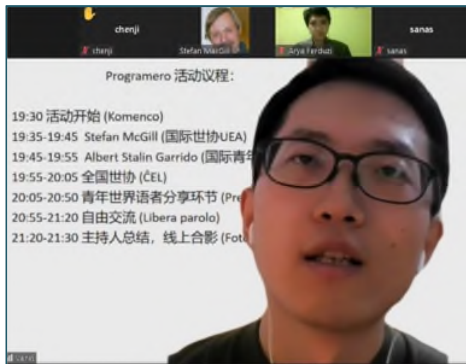 chenji
sanas
chenji
Stefan MacGill
Arya Ferduzi
sanas
Programero 活动议程:
19:30 活动开始 (Komenco)
19:35-19:45 Stefan McGill (国际世协UEA)
19:45-19:55 Albert Stalin Garrido (国际青年
19:55-20:05 全国世协 (ĈEL)
20:05-20:50 青年世界语者分享环节 (Pre
20:55-21:20 自由交流 (Libera parolo)
21:20-21:30 主持人总结，线上合影 (Fot